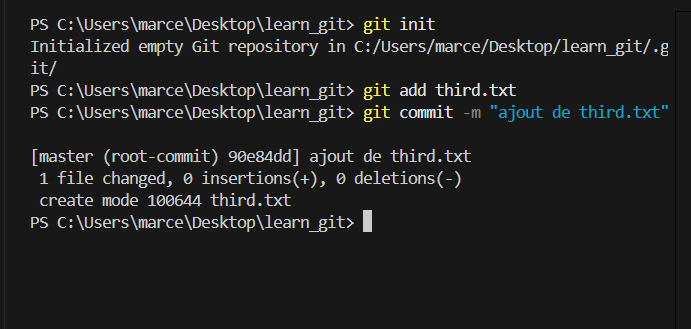 PS C:\Users\marce\Desktop\learn_git> git init
Initialized empty Git repository in C:/Users/marce/Desktop/learn_git/.g
it/
PS C:\Users\marce\Desktop\learn_git> git add third.txt
PS C:\Users\marce\Desktop\learn_git> git commit -m "ajout de third.txt"
[master (root-commit) 90e84dd] ajout de third.txt
 1 file changed, 0 insertions(+), 0 deletions(-)
 create mode 100644 third.txt
PS C:\Users\marce\Desktop\learn_git>